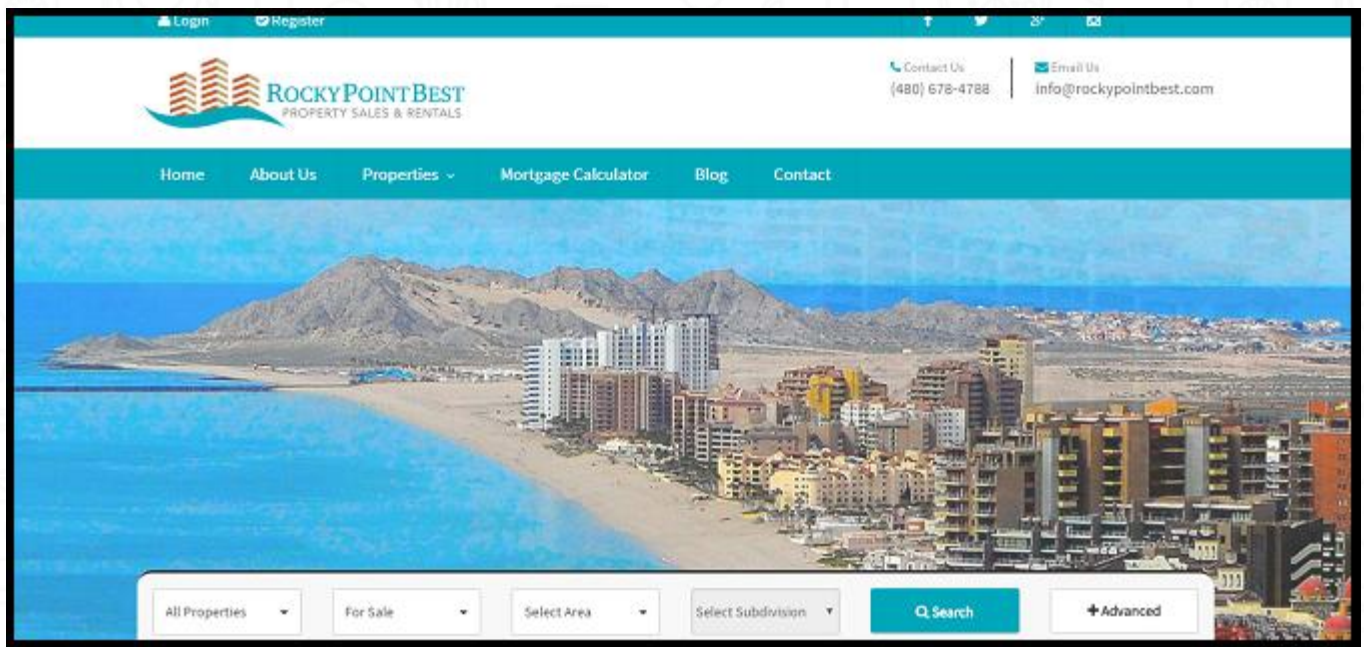 Login Register
ROCKYPOINTBEST
PROPERTY SALES & RENTALS
Contact Us
(480) 678-4788
Email Us
info@rockypointbest.com
Home About Us Properties Mortgage Calculator Blog Contact
All Properties For Sale Select Area Select Subdivision Search +Advanced